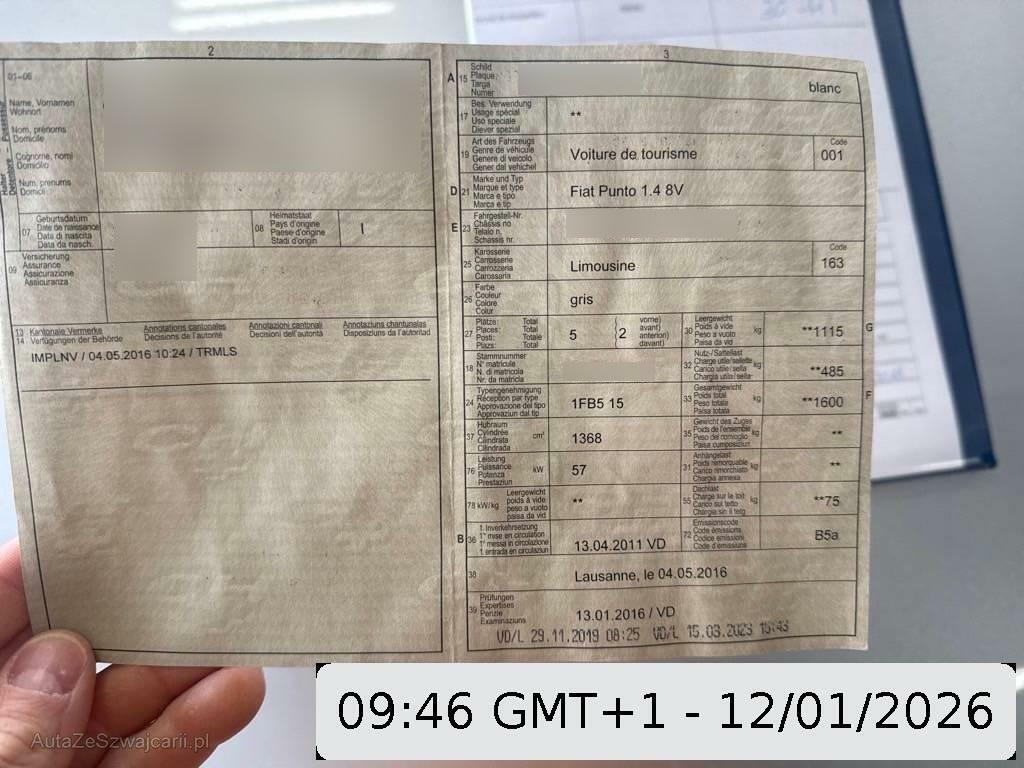 2
01-06
Name, Vornamen
Wohnort
Nom, prénoms
Domicile
Cognome, nomi
Domicilio
Num, prenums
Domicil
07
Geburtsdatum
Date de naissance
Data di nascita
Data da nasch.
08
Heimatstaat
Pays d'origine
Paese d'origine
Stadi d'origin
I
09
Versicherung
Assurance
Assicurazione
Assicuranza
13 Kantonale Vermerke
14 Verfügungen der Behörde
Annotations cantonales
Décisions de l'autorité
Annotazioni cantonali
Decisioni dell'autorità
Annotaziuns chantunalas
Disposiziuns da l'autoritad
IMPLNV / 04.05.2016 10:24 / TRMLS
3
A 15
Schild
Plaque
Targa
Numer
blanc
17
Bes. Verwendung
Usage spécial
Uso speciale
Diever spezial
**
19
Art des Fahrzeugs
Genre de véhicule
Genere di veicolo
Gener dal vehichel
Voiture de tourisme
Code
001
D 21
Marke und Typ
Marque et type
Marca e tipo
Marca e tip
Fiat Punto 1.4 8V
E 23
Fahrgestell-Nr.
Châssis no
Telaio n.
Schassis nr.
25
Karosserie
Carrosserie
Carrozzeria
Carossaria
Limousine
Code
163
26
Farbe
Couleur
Colore
Colur
gris
27
Plätze: Total
Places: Total
Posti: Totale
Plazs: Total
5
2
vorne)
avant)
anteriori)
davant)
30
Leergewicht
Poids à vide
Peso a vuoto
Paisa da vid
kg
**1115
G
18
Stammnummer
N° matricule
N. di matricola
Nr. da matricla
32
Nutz-/Sattellast
Charge utile/sellette
Carico utile/sella
Chargia utila/sella
kg
**485
24
Typengenehmigung
Réception par type
Approvazione del tipo
Approvaziun dal tip
1FB5 15
33
Gesamtgewicht
Poids total
Peso totale
Paisa totala
kg
**1600
F
37
Hubraum
Cylindrée
Cilindrata
Cilindrada
cm³
1368
35
Gewicht des Zuges
Poids de l'ensemble
Peso del convoglio
Paisa cumposiziun
kg
**
76
Leistung
Puissance
Potenza
Prestaziun
kW
57
31
Anhängelast
Poids remorquable
Carico rimorchiato
Chargia annexa
kg
**
78 kW/kg
Leergewicht
poids à vide
peso a vuoto
paisa da vid
**
55
Dachlast
Charge sur le toit
Carico sul tetto
Chargia sin il tetg
kg
**75
B 36
1. Inverkehrsetzung
1re mise en circulation
1a messa in circolazione
1. entrada en circulaziun
13.04.2011 VD
72
Emissionscode
Code émissions
Codice emissioni
Code d'emissiuns
B5a
38
Lausanne, le 04.05.2016
39
Prüfungen
Expertises
Perizie
Examinaziuns
13.01.2016 / VD
VD/L 29.11.2019 08:25 VD/L 15.03.2023 15:43
AutaZeSzwajcarii.pl
09:46 GMT+1 - 12/01/2026